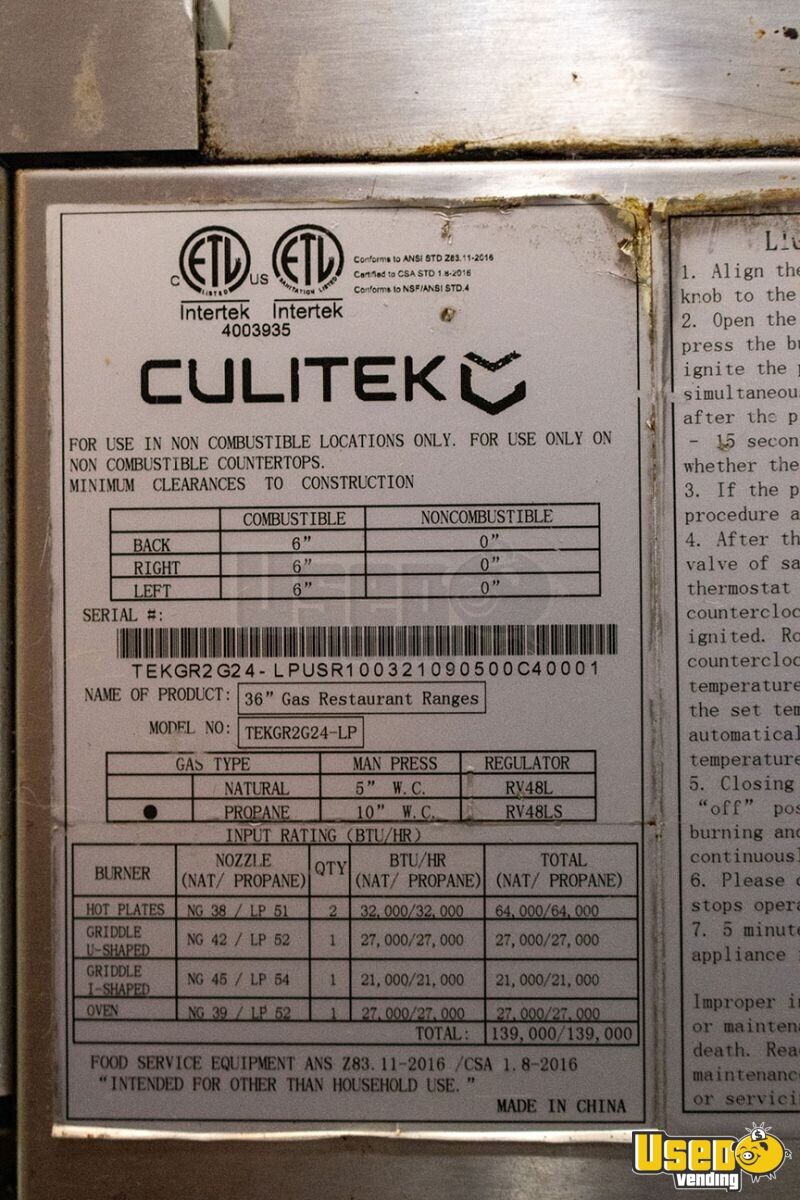 C ETL US ETL
LISTED SANITATION LISTED
Intertek Intertek
4003935
Conforms to ANSI STD Z83.11-2016
Certified to CSA STD 1.8-2016
Conforms to NSF/ANSI STD.4
CULITEK
FOR USE IN NON COMBUSTIBLE LOCATIONS ONLY. FOR USE ONLY ON
NON COMBUSTIBLE COUNTERTOPS.
MINIMUM CLEARANCES TO CONSTRUCTION
COMBUSTIBLE NONCOMBUSTIBLE
BACK 6” 0”
RIGHT 6” 0”
LEFT 6” 0”
SERIAL #:
TEKGR2G24-LPUSR100321090500C40001
NAME OF PRODUCT: 36” Gas Restaurant Ranges
MODEL NO: TEKGR2G24-LP
GAS TYPE MAN PRESS REGULATOR
NATURAL 5” W.C. RV48L
● PROPANE 10” W.C. RV48LS
INPUT RATING (BTU/HR)
BURNER NOZZLE (NAT/ PROPANE) QTY BTU/HR (NAT/ PROPANE) TOTAL (NAT/ PROPANE)
HOT PLATES NG 38 / LP 51 2 32,000/32,000 64,000/64,000
GRIDDLE U-SHAPED NG 42 / LP 52 1 27,000/27,000 27,000/27,000
GRIDDLE I-SHAPED NG 45 / LP 54 1 21,000/21,000 21,000/21,000
OVEN NG 39 / LP 52 1 27,000/27,000 27,000/27,000
TOTAL: 139,000/139,000
FOOD SERVICE EQUIPMENT ANS Z83.11-2016 /CSA 1.8-2016
“INTENDED FOR OTHER THAN HOUSEHOLD USE.”
MADE IN CHINA
1. Align the
knob to the
2. Open the
press the bu
ignite the p
simultaneou
after the p
- 15 secon
whether the
3. If the p
procedure a
4. After th
valve of sa
thermostat
counterclo
ignited. Ro
counterclo
temperature
the set tem
automatical
temperature
5. Closing
“off” pos
burning and
continuousl
6. Please
stops opera
7. 5 minute
appliance
Improper in
or maintena
death. Rea
maintenance
or servici
Used
vending